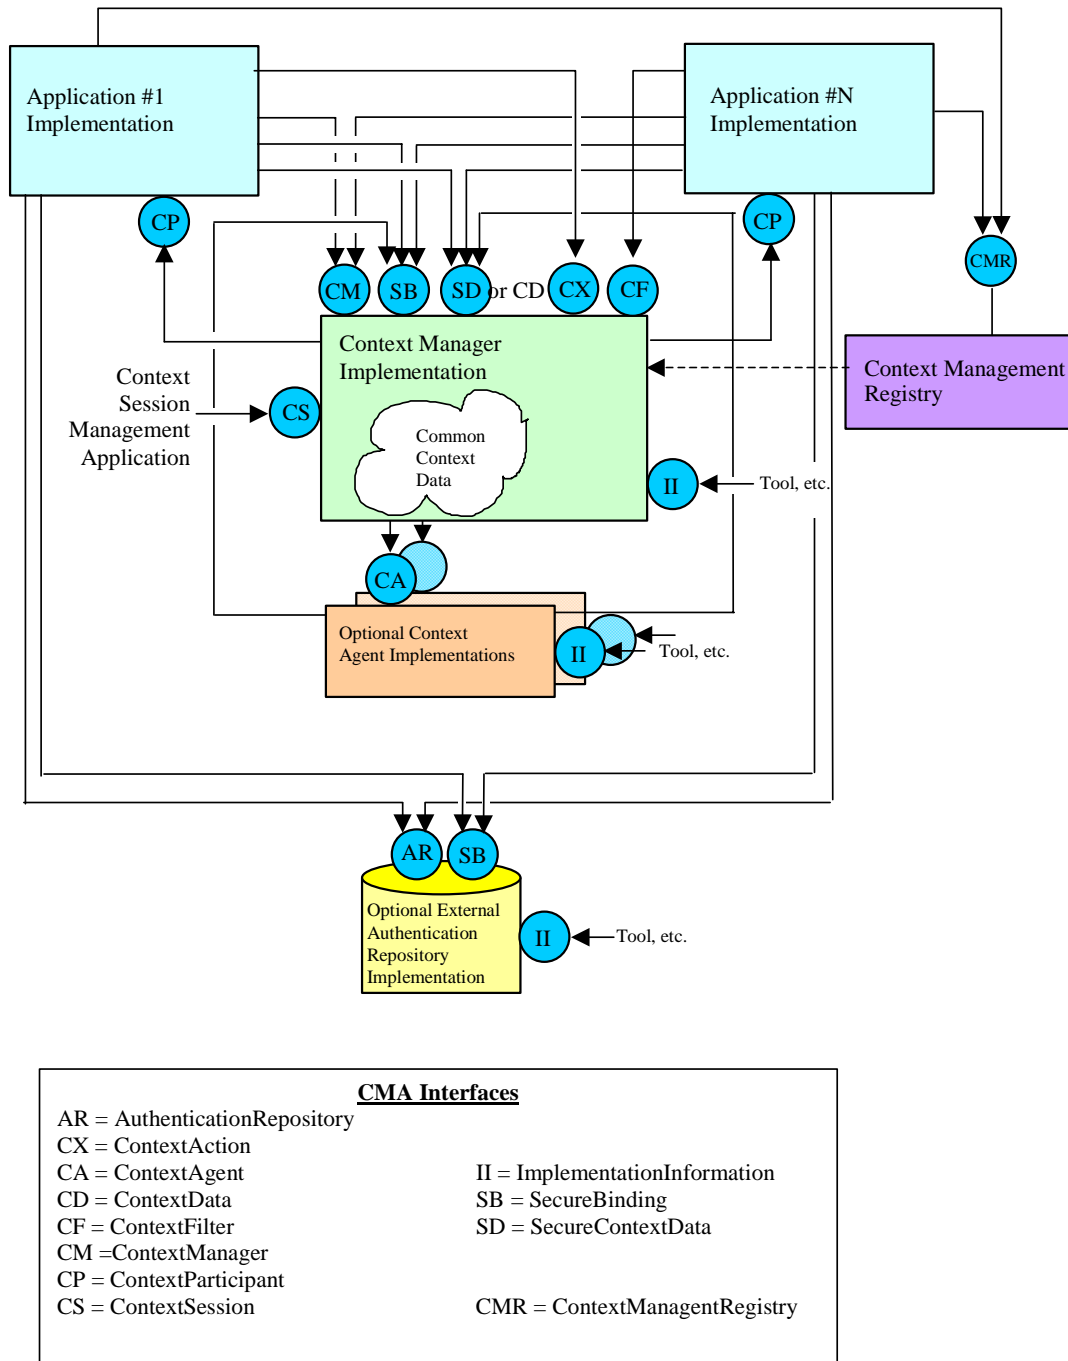 Application #1
Implementation
Application #N
Implementation
CP
CP
CMR
CM
SB
SD
or CD
CX
CF
Context Manager
Implementation
Context Management
Registry
Context
Session
Management
Application
CS
Common
Context
Data
II
Tool, etc.
CA
Optional Context
Agent Implementations
II
Tool, etc.
AR
SB
Optional External
Authentication
Repository
Implementation
II
Tool, etc.
CMA Interfaces
AR = AuthenticationRepository
CX = ContextAction
CA = ContextAgent
II = ImplementationInformation
CD = ContextData
SB = SecureBinding
CF = ContextFilter
SD = SecureContextData
CM =ContextManager
CP = ContextParticipant
CS = ContextSession
CMR = ContextManagentRegistry